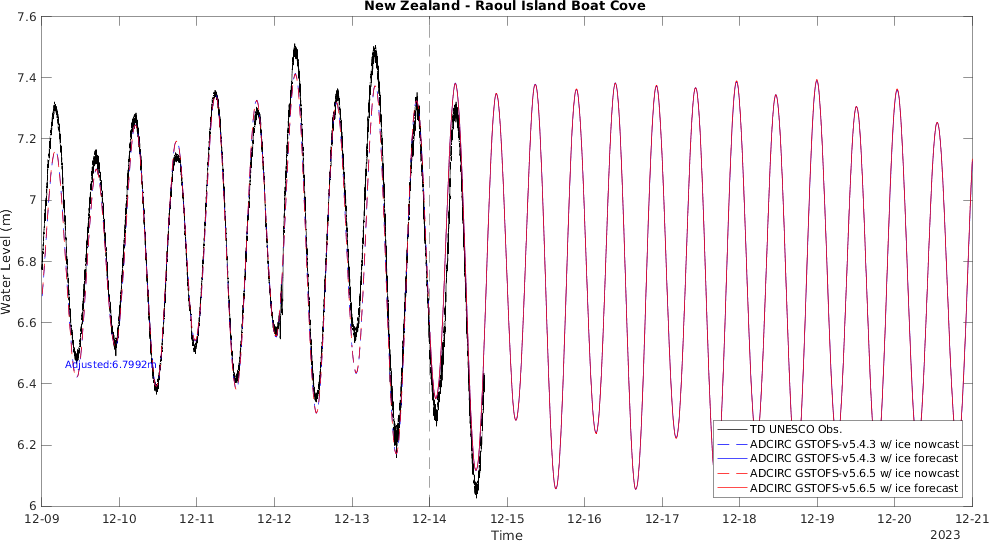 New Zealand - Raoul Island Boat Cove
7.6
7.4
7.2
7
6.8
6.6
6.4
6.2
6
Water Level (m)
Adjusted:6.7992m
TD UNESCO Obs.
ADCIRC GSTOFS-v5.4.3 w/ ice nowcast
ADCIRC GSTOFS-v5.4.3 w/ ice forecast
ADCIRC GSTOFS-v5.6.5 w/ ice nowcast
ADCIRC GSTOFS-v5.6.5 w/ ice forecast
12-09 12-10 12-11 12-12 12-13 12-14 12-15 12-16 12-17 12-18 12-19 12-20 12-21
Time
2023